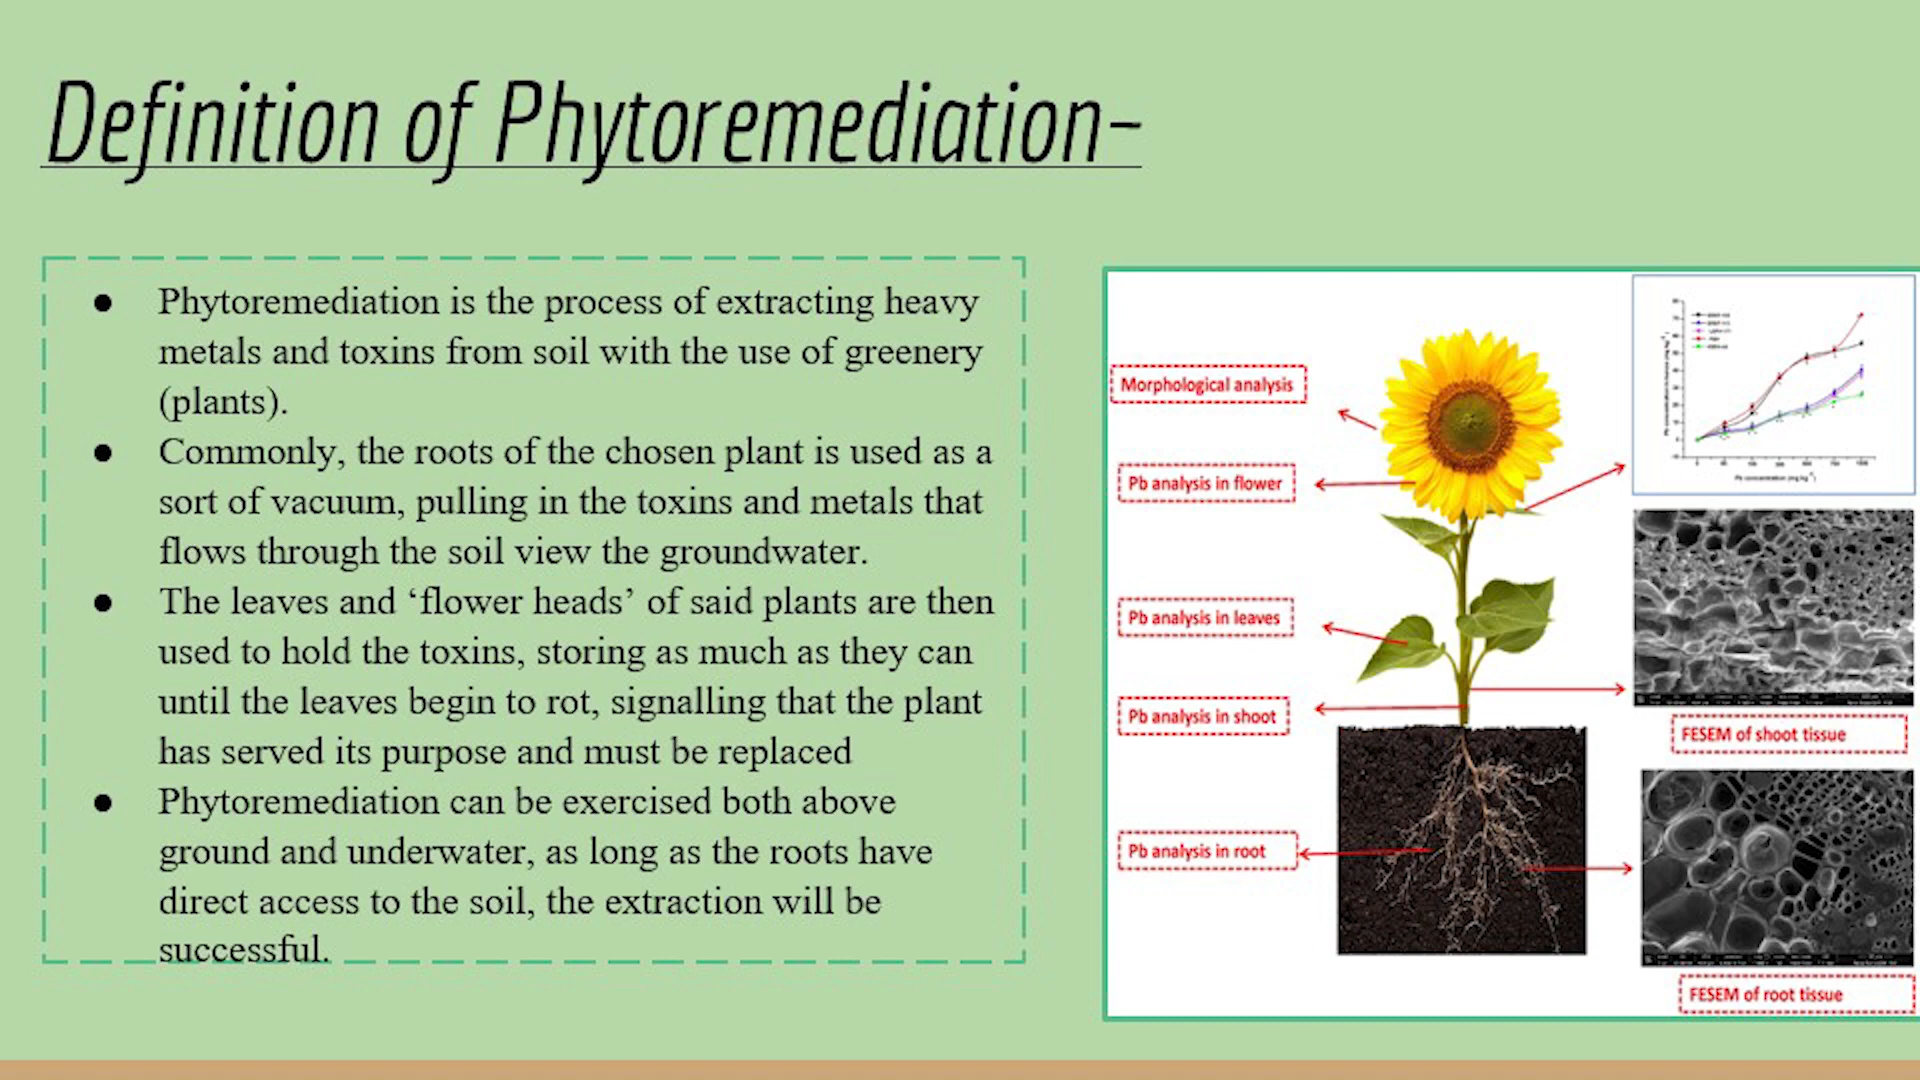 Definition of Phytoremediation-
● Phytoremediation is the process of extracting heavy
metals and toxins from soil with the use of greenery
(plants).
● Commonly, the roots of the chosen plant is used as a
sort of vacuum, pulling in the toxins and metals that
flows through the soil view the groundwater.
● The leaves and ‘flower heads’ of said plants are then
used to hold the toxins, storing as much as they can
until the leaves begin to rot, signalling that the plant
has served its purpose and must be replaced
● Phytoremediation can be exercised both above
ground and underwater, as long as the roots have
direct access to the soil, the extraction will be
successful.
Morphological analysis
Pb analysis in flower
Pb analysis in leaves
Pb analysis in shoot
Pb analysis in root
Pb concentration (mg kg⁻¹)
FESEM of shoot tissue
FESEM of root tissue